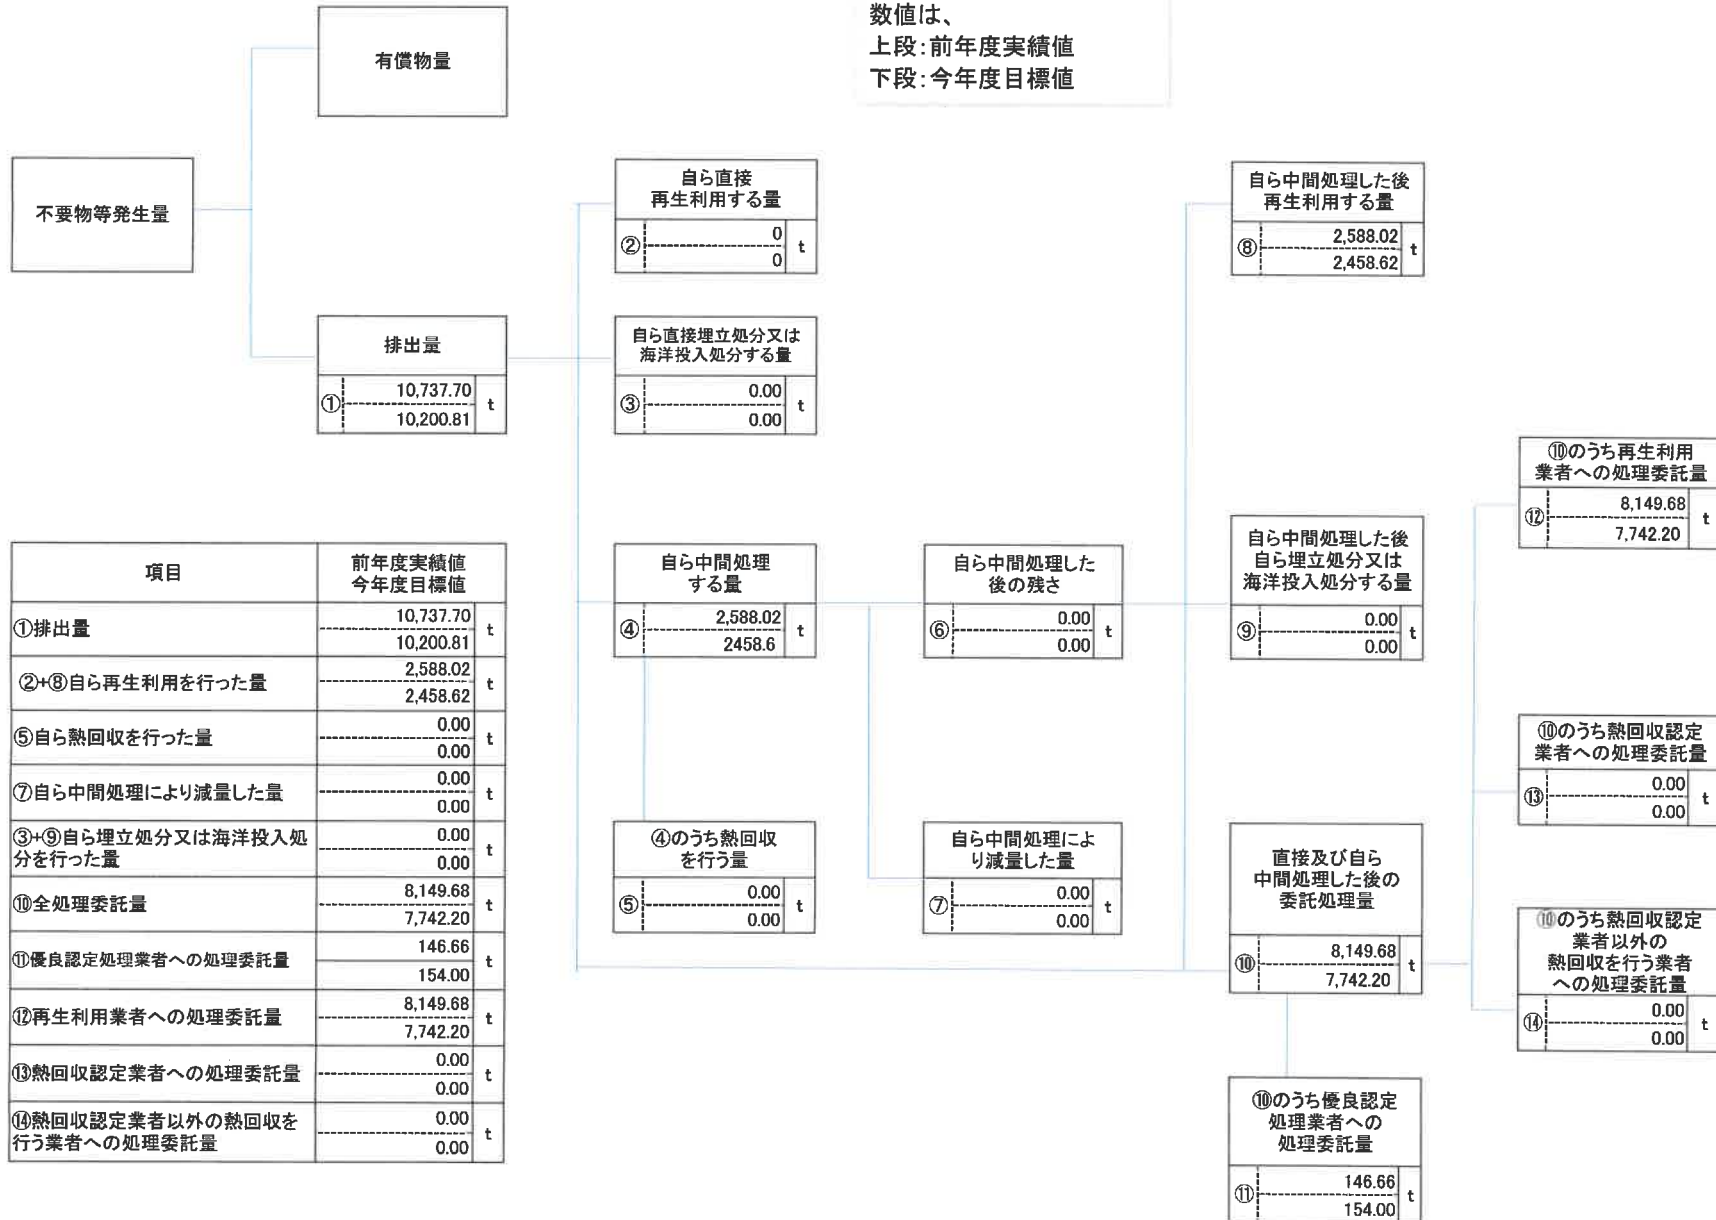 数値は、
上段:前年度実績値
下段:今年度目標値
有償物量
不要物等発生量
排出量
①
10,737.70
10,200.81
t
自ら直接
再生利用する量
②
0
0
t
自ら直接埋立処分又は
海洋投入処分する量
③
0.00
0.00
t
自ら中間処理
する量
④
2,588.02
2458.6
t
④のうち熱回収
を行う量
⑤
0.00
0.00
t
自ら中間処理した
後の残さ
⑥
0.00
0.00
t
自ら中間処理によ
り減量した量
⑦
0.00
0.00
t
自ら中間処理した後
再生利用する量
⑧
2,588.02
2,458.62
t
自ら中間処理した後
自ら埋立処分又は
海洋投入処分する量
⑨
0.00
0.00
t
直接及び自ら
中間処理した後の
委託処理量
⑩
8,149.68
7,742.20
t
⑩のうち優良認定
処理業者への
処理委託量
⑪
146.66
154.00
t
⑩のうち再生利用
業者への処理委託量
⑫
8,149.68
7,742.20
t
⑩のうち熱回収認定
業者への処理委託量
⑬
0.00
0.00
t
⑩のうち熱回収認定
業者以外の
熱回収を行う業者
への処理委託量
⑭
0.00
0.00
t
項目
前年度実績値
今年度目標値
①排出量
10,737.70
10,200.81
t
②+⑧自ら再生利用を行った量
2,588.02
2,458.62
t
⑤自ら熱回収を行った量
0.00
0.00
t
⑦自ら中間処理により減量した量
0.00
0.00
t
③+⑨自ら埋立処分又は海洋投入処
分を行った量
0.00
0.00
t
⑩全処理委託量
8,149.68
7,742.20
t
⑪優良認定処理業者への処理委託量
146.66
154.00
t
⑫再生利用業者への処理委託量
8,149.68
7,742.20
t
⑬熱回収認定業者への処理委託量
0.00
0.00
t
⑭熱回収認定業者以外の熱回収を
行う業者への処理委託量
0.00
0.00
t